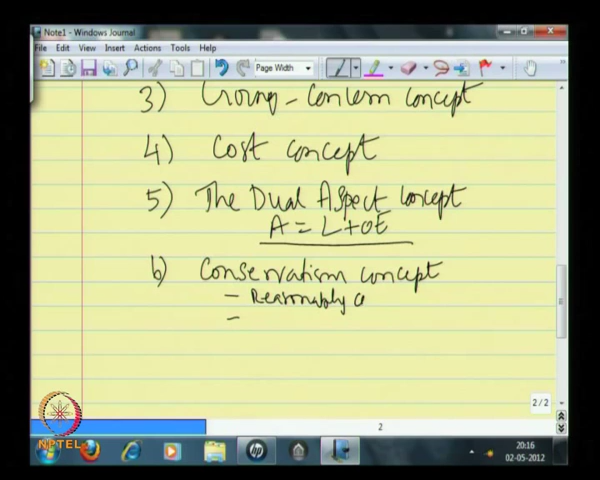 Note1 - Windows Journal
File Edit View Insert Actions Tools Help
Page Width
3) Going - Concern Concept
4) Cost concept
5) The Dual Aspect Concept
A = L + OE
6) Conservatism concept
- Reasonably c
-
2 / 2
2
NPTEL
20:16
02-05-2012